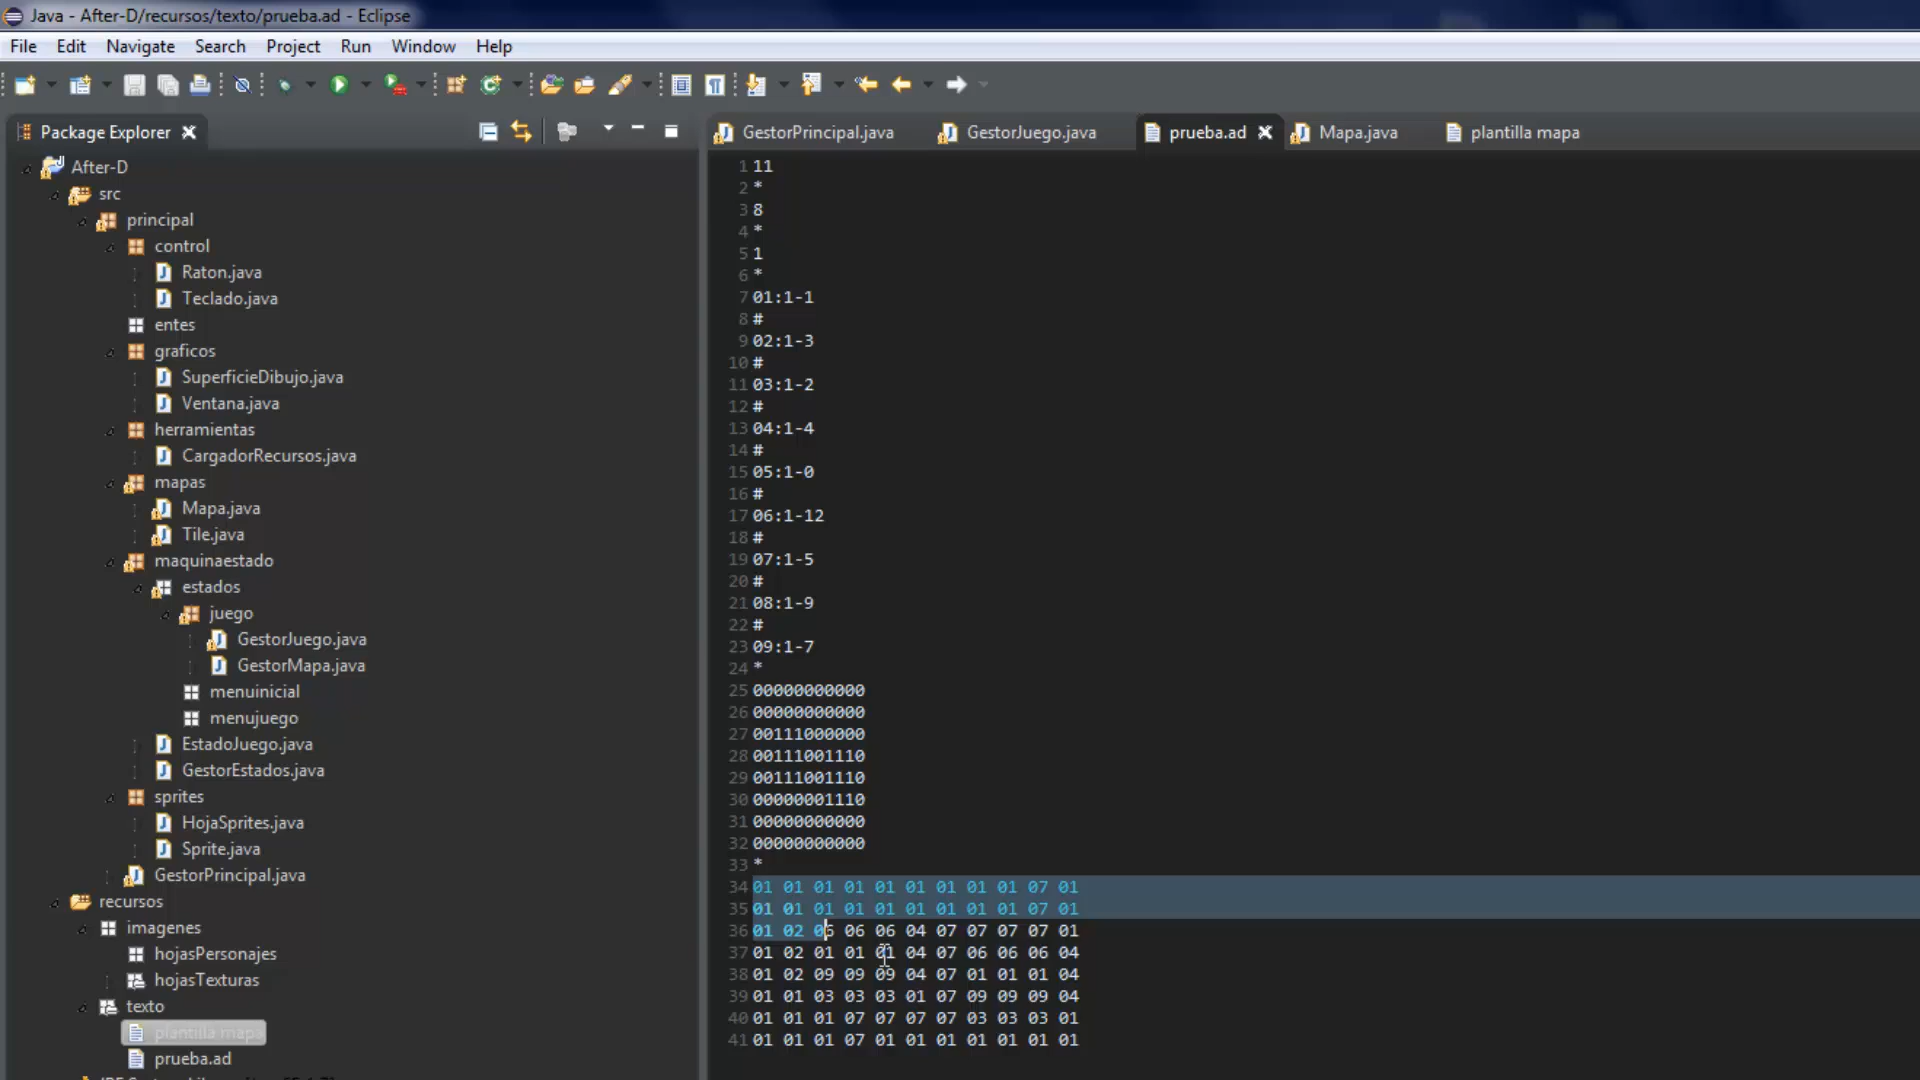 Java - After-D/recursos/texto/prueba.ad - Eclipse
File Edit Navigate Search Project Run Window Help
Package Explorer
After-D
src
principal
control
Raton.java
Teclado.java
entes
graficos
SuperficieDibujo.java
Ventana.java
herramientas
CargadorRecursos.java
mapas
Mapa.java
Tile.java
maquinaestado
estados
juego
GestorJuego.java
GestorMapa.java
menuinicial
menujuego
EstadoJuego.java
GestorEstados.java
sprites
HojaSprites.java
Sprite.java
GestorPrincipal.java
recursos
imagenes
hojasPersonajes
hojasTexturas
texto
plantilla mapa
prueba.ad
GestorPrincipal.java GestorJuego.java prueba.ad Mapa.java plantilla mapa
1 11
2 *
3 8
4 *
5 1
6 *
7 01:1-1
8 #
9 02:1-3
10 #
11 03:1-2
12 #
13 04:1-4
14 #
15 05:1-0
16 #
17 06:1-12
18 #
19 07:1-5
20 #
21 08:1-9
22 #
23 09:1-7
24 *
25 00000000000
26 00000000000
27 00111000000
28 00111001110
29 00111001110
30 00000001110
31 00000000000
32 00000000000
33 *
34 01 01 01 01 01 01 01 01 01 07 01
35 01 01 01 01 01 01 01 01 01 07 01
36 01 02 06 06 06 04 07 07 07 07 01
37 01 02 01 01 01 04 07 06 06 06 04
38 01 02 09 09 09 04 07 01 01 01 04
39 01 01 03 03 03 01 07 09 09 09 04
40 01 01 01 07 07 07 07 03 03 03 01
41 01 01 01 07 01 01 01 01 01 01 01